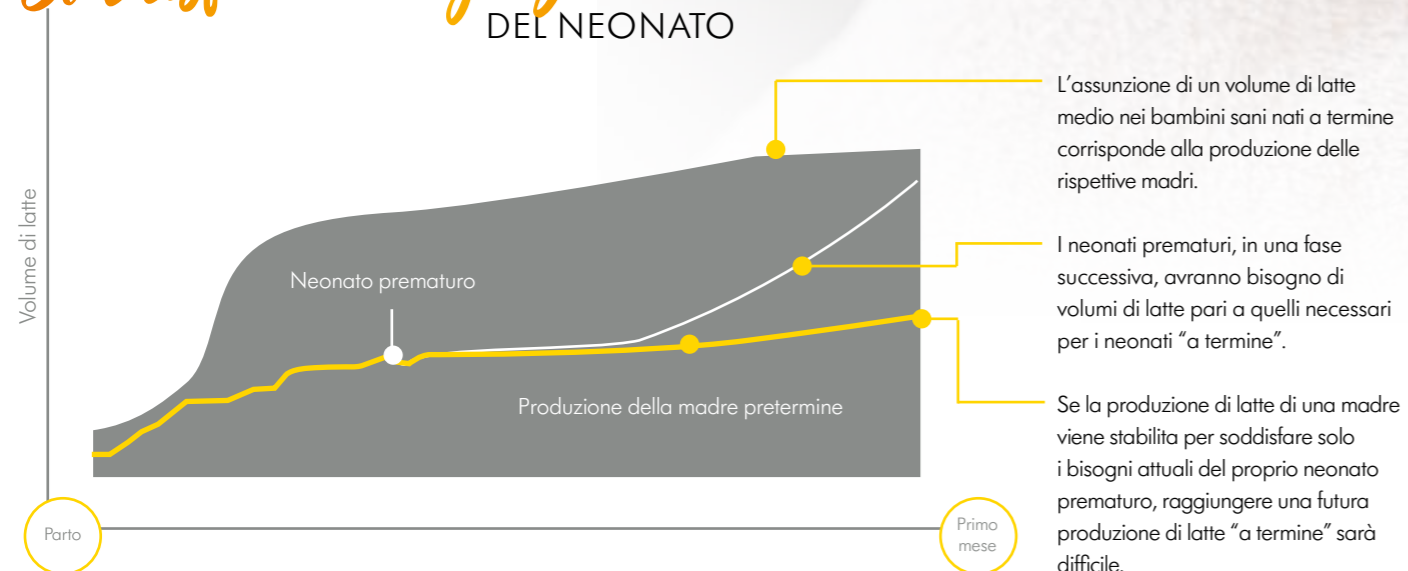 DEL NEONATO
L’assunzione di un volume di latte
medio nei bambini sani nati a termine
corrisponde alla produzione delle
rispettive madri.
I neonati prematuri, in una fase
successiva, avranno bisogno di
volumi di latte pari a quelli necessari
per i neonati “a termine”.
Se la produzione di latte di una madre
viene stabilita per soddisfare solo
i bisogni attuali del proprio neonato
prematuro, raggiungere una futura
produzione di latte “a termine” sarà
difficile.
Volume di latte
Neonato prematuro
Produzione della madre pretermine
Parto
Primo
mese